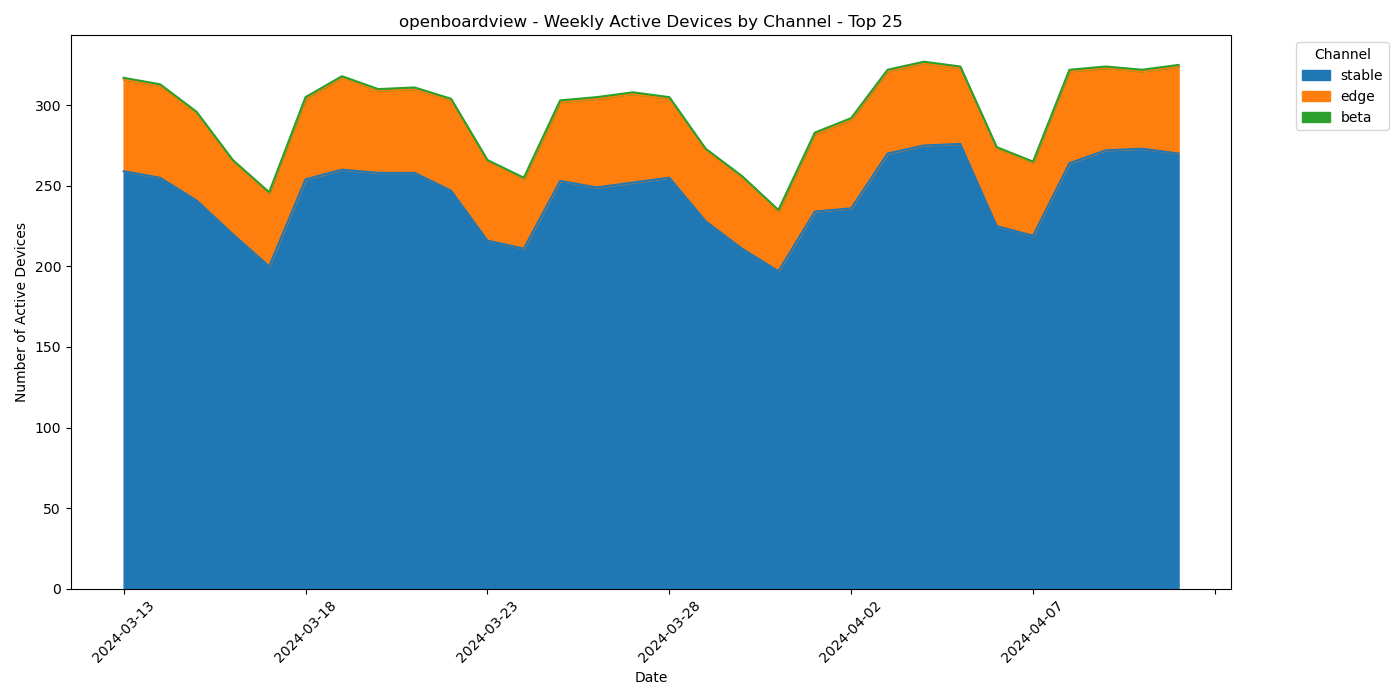 openboardview - Weekly Active Devices by Channel - Top 25
Channel
stable
edge
beta
Number of Active Devices
300
250
200
150
100
50
0
2024-03-13
2024-03-18
2024-03-23
2024-03-28
2024-04-02
2024-04-07
Date